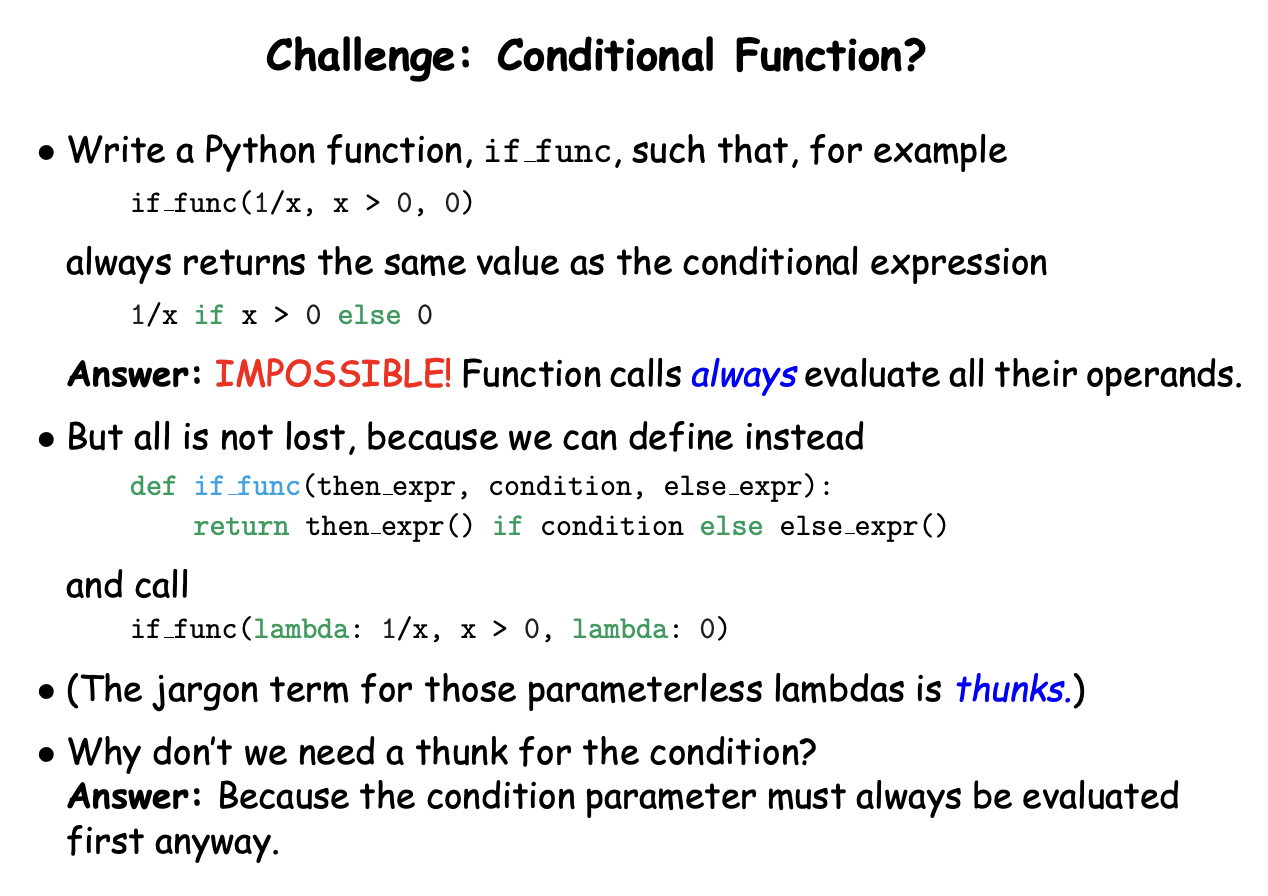 Challenge: Conditional Function?
• Write a Python function, if_func, such that, for example
if_func(1/x, x > 0, 0)
always returns the same value as the conditional expression
1/x if x > 0 else 0
Answer: IMPOSSIBLE! Function calls always evaluate all their operands.
• But all is not lost, because we can define instead
def if_func(then_expr, condition, else_expr):
return then_expr() if condition else else_expr()
and call
if_func(lambda: 1/x, x > 0, lambda: 0)
• (The jargon term for those parameterless lambdas is thunks.)
• Why don't we need a thunk for the condition?
Answer: Because the condition parameter must always be evaluated
first anyway.